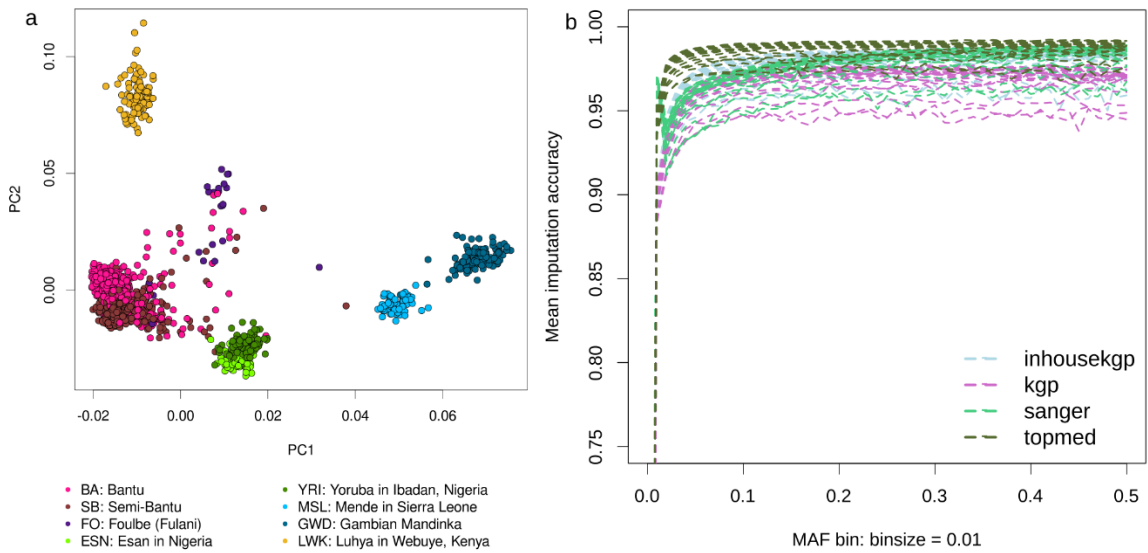 a
PC2
0.10
0.05
0.00
-0.02
0.00
0.02
0.04
0.06
PC1
BA: Bantu
SB: Semi-Bantu
FO: Foulbe (Fulani)
ESN: Esan in Nigeria
YRI: Yoruba in Ibadan, Nigeria
MSL: Mende in Sierra Leone
GWD: Gambian Mandinka
LWK: Luhya in Webuye, Kenya
b
Mean imputation accuracy
1.00
0.95
0.90
0.85
0.80
0.75
inhousekgp
kgp
sanger
topmed
0.0
0.1
0.2
0.3
0.4
0.5
MAF bin: binsize = 0.01